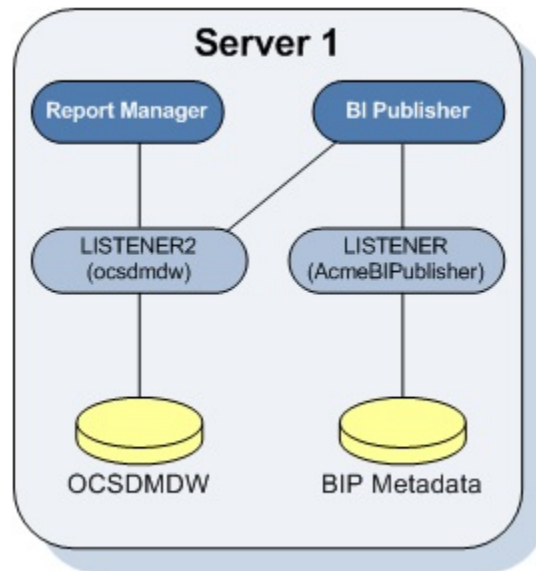 Server 1
Report Manager
BI Publisher
LISTENER2
(ocsdmdw)
LISTENER
(AcmeBIPublisher)
OCSDMDW
BIP Metadata